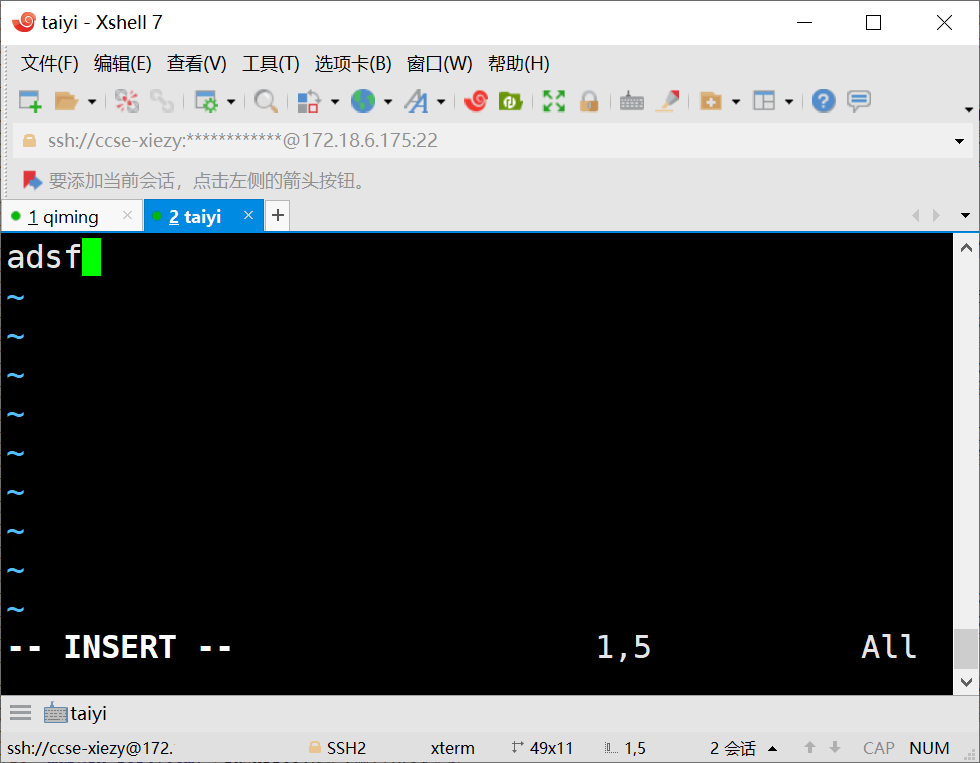 taiyi - Xshell 7
文件(F) 编辑(E) 查看(V) 工具(T) 选项卡(B) 窗口(W) 帮助(H)
ssh://ccse-xiezy:************@172.18.6.175:22
要添加当前会话，点击左侧的箭头按钮。
1 qiming × 2 taiyi × +
adsf
~
~
~
~
~
~
~
~
~
-- INSERT -- 1,5 All
taiyi
ssh://ccse-xiezy@172. SSH2 xterm 49x11 1,5 2 会话 CAP NUM